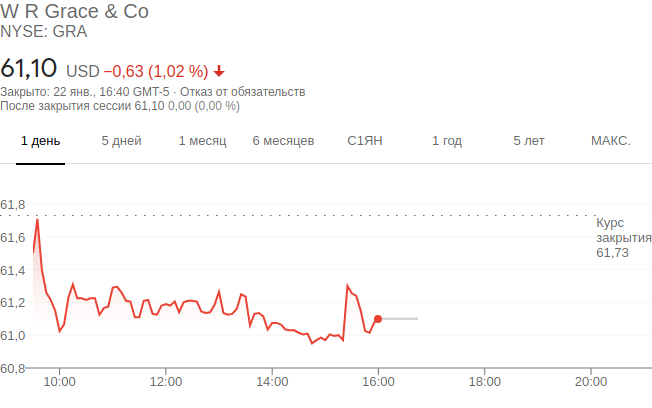 W R Grace & Co
NYSE: GRA
61,10 USD −0,63 (1,02 %)
Закрыто: 22 янв., 16:40 GMT-5 · Отказ от обязательств
После закрытия сессии 61,10 0,00 (0,00 %)
1 день 5 дней 1 месяц 6 месяцев С1ЯН 1 год 5 лет МАКС.
61,8
Курс
закрытия
61,73
61,6
61,4
61,2
61,0
60,8
10:00 12:00 14:00 16:00 18:00 20:00